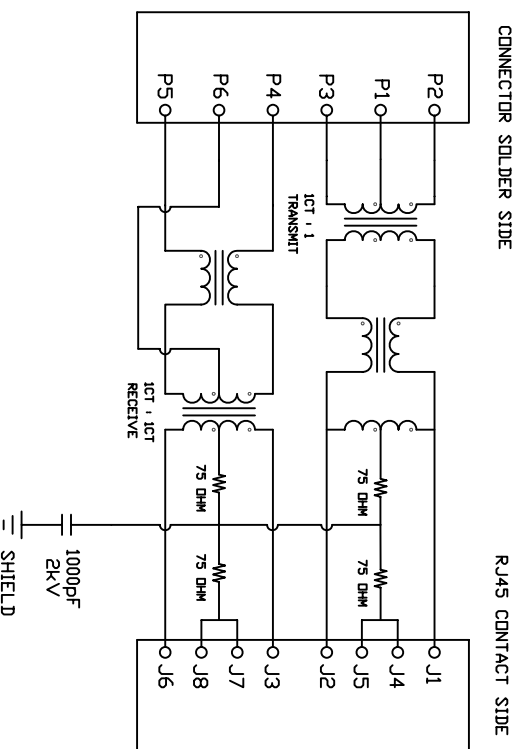 CONNECTOR SOLDER SIDE
RJ45 CONTACT SIDE
P2
P1
P3
P4
P6
P5
1CT : 1
TRANSMIT
1CT : 1CT
RECEIVE
75 OHM
75 OHM
75 OHM
75 OHM
J1
J4
J5
J2
J3
J7
J8
J6
1000pF
2kV
SHIELD